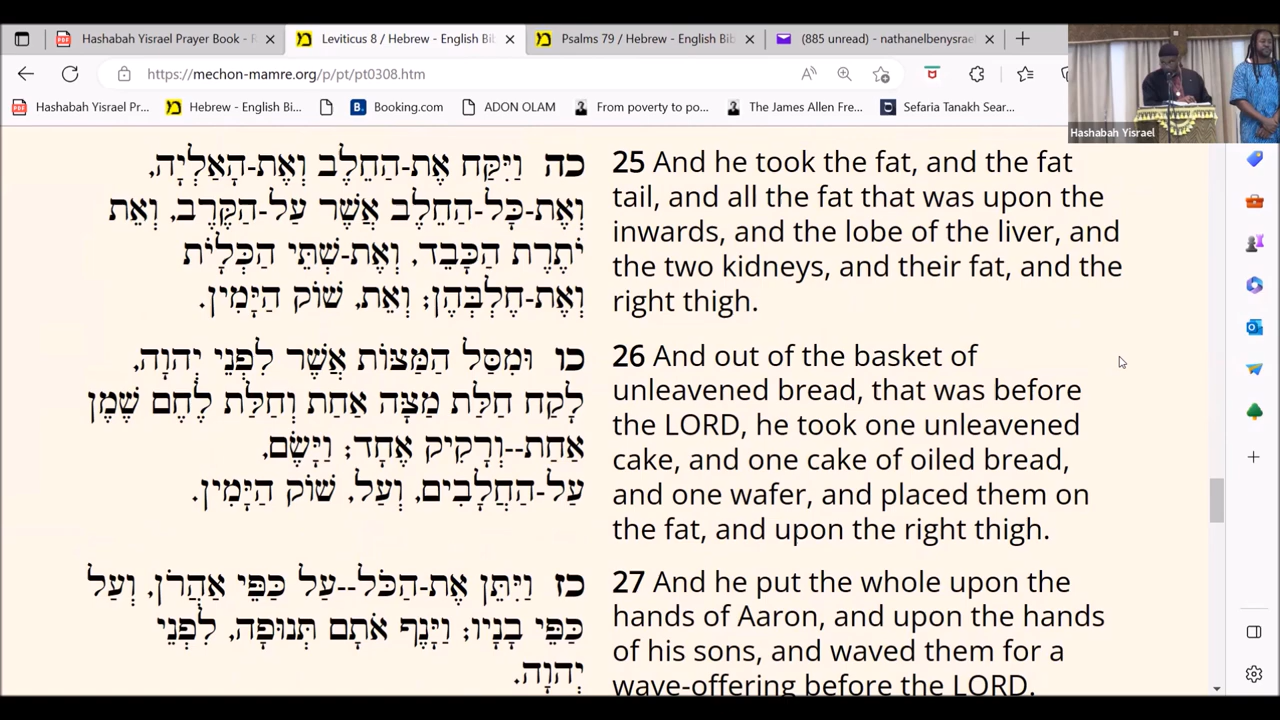 Hashabah Yisrael Prayer Book - R
Leviticus 8 / Hebrew - English Bi
Psalms 79 / Hebrew - English Bi
(885 unread) - nathanelbenysrae
https://mechon-mamre.org/p/pt/pt0308.htm
Hashabah Yisrael Pr...
Hebrew - English Bi...
Booking.com
ADON OLAM
From poverty to po...
The James Allen Fre...
Sefaria Tanakh Sear...
Hashabah Yisrael
כה וַיִּקַּח אֶת-הַחֵלֶב וְאֶת-הָאַלְיָה,
וְאֶת-כָּל-הַחֵלֶב אֲשֶׁר עַל-הַקֶּרֶב, וְאֵת
יֹתֶרֶת הַכָּבֵד, וְאֶת-שְׁתֵּי הַכְּלָיֹת
וְאֶת-חֶלְבְּהֶן; וְאֵת, שׁוֹק הַיָּמִין.
25 And he took the fat, and the fat
tail, and all the fat that was upon the
inwards, and the lobe of the liver, and
the two kidneys, and their fat, and the
right thigh.
כו וּמִסַּל הַמַּצּוֹת אֲשֶׁר לִפְנֵי יְהוָה,
לָקַח חַלַּת מַצָּה אַחַת וְחַלַּת לֶחֶם שֶׁמֶן
אַחַת--וְרָקִיק אֶחָד; וַיָּשֶׂם,
עַל-הַחֲלָבִים, וְעַל, שׁוֹק הַיָּמִין.
26 And out of the basket of
unleavened bread, that was before
the LORD, he took one unleavened
cake, and one cake of oiled bread,
and one wafer, and placed them on
the fat, and upon the right thigh.
כז וַיִּתֵּן אֶת-הַכֹּל--עַל כַּפֵּי אַהֲרֹן, וְעַל
כַּפֵּי בָנָיו; וַיָּנֶף אֹתָם תְּנוּפָה, לִפְנֵי
יְהוָה.
27 And he put the whole upon the
hands of Aaron, and upon the hands
of his sons, and waved them for a
wave-offering before the LORD.